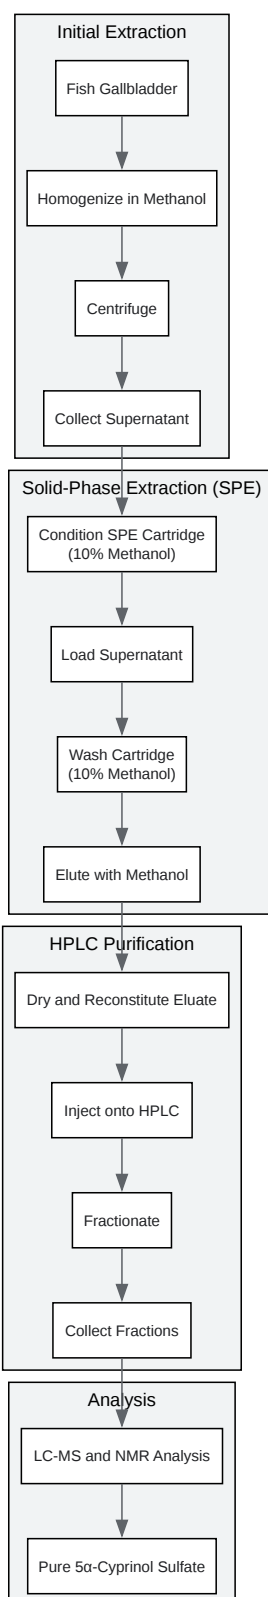 Initial Extraction
Fish Gallbladder
Homogenize in Methanol
Centrifuge
Collect Supernatant
Solid-Phase Extraction (SPE)
Condition SPE Cartridge
(10% Methanol)
Load Supernatant
Wash Cartridge
(10% Methanol)
Elute with Methanol
HPLC Purification
Dry and Reconstitute Eluate
Inject onto HPLC
Fractionate
Collect Fractions
Analysis
LC-MS and NMR Analysis
Pure 5α-Cyprinol Sulfate